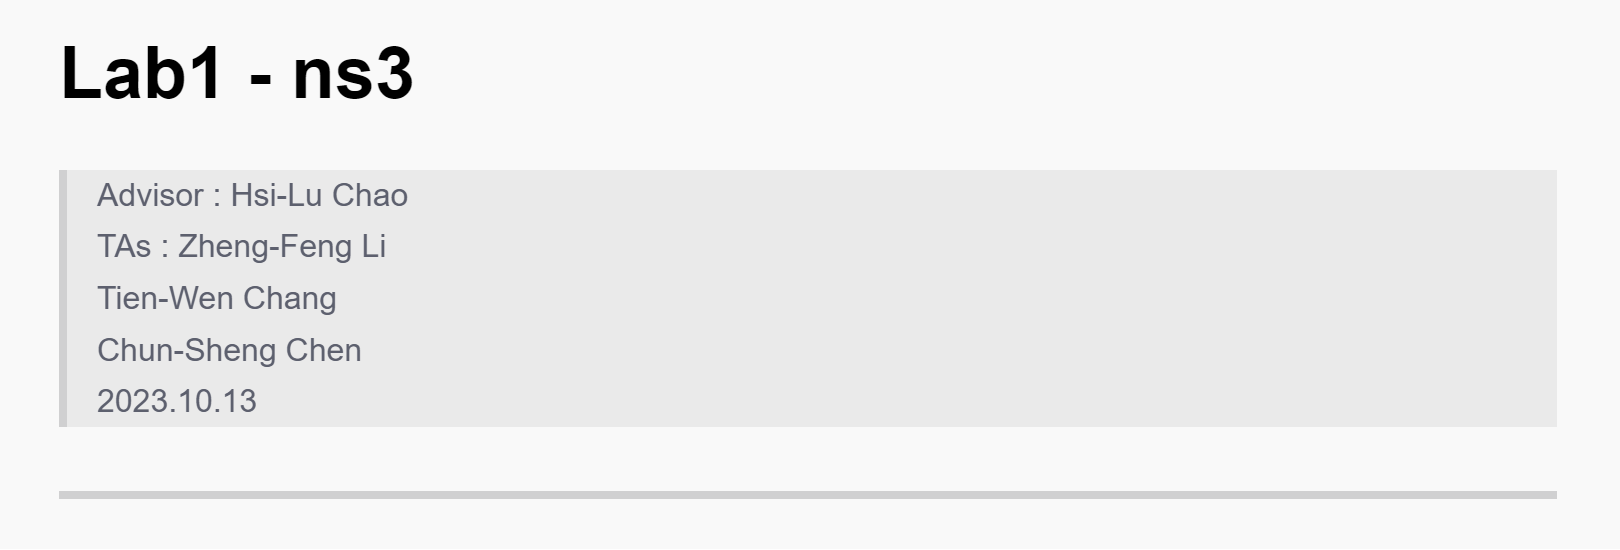 Lab1 - ns3
Advisor : Hsi-Lu Chao
TAs : Zheng-Feng Li
Tien-Wen Chang
Chun-Sheng Chen
2023.10.13